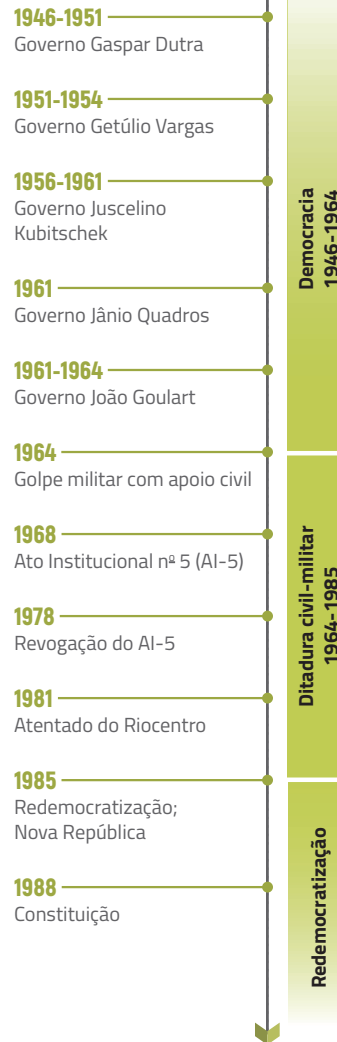 1946-1951
Governo Gaspar Dutra
1951-1954
Governo Getúlio Vargas
1956-1961
Governo Juscelino
Kubitschek
1961
Governo Jânio Quadros
1961-1964
Governo João Goulart
1964
Golpe militar com apoio civil
1968
Ato Institucional nº 5 (AI-5)
1978
Revogação do AI-5
1981
Atentado do Riocentro
1985
Redemocratização;
Nova República
1988
Constituição
Democracia
1946-1964
Ditadura civil-militar
1964-1985
Redemocratização